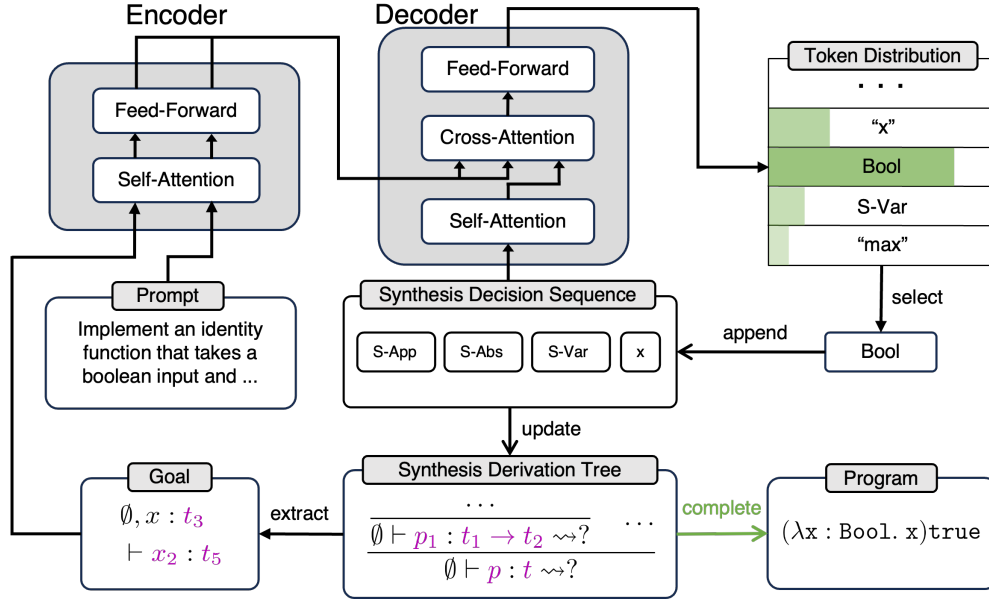 Encoder
Decoder
Feed-Forward
Self-Attention
Feed-Forward
Cross-Attention
Self-Attention
Token Distribution
. . .
“x”
Bool
S-Var
“max”
select
Bool
append
Prompt
Implement an identity
function that takes a
boolean input and ...
Synthesis Decision Sequence
S-App S-Abs S-Var x
update
Synthesis Derivation Tree
. . .
∅ ⊢ p₁ : t₁ → t₂ ⇝? . . .
∅ ⊢ p : t ⇝?
extract
Goal
∅, x : t₃
⊢ x₂ : t₅
complete
Program
(λx : Bool. x)true